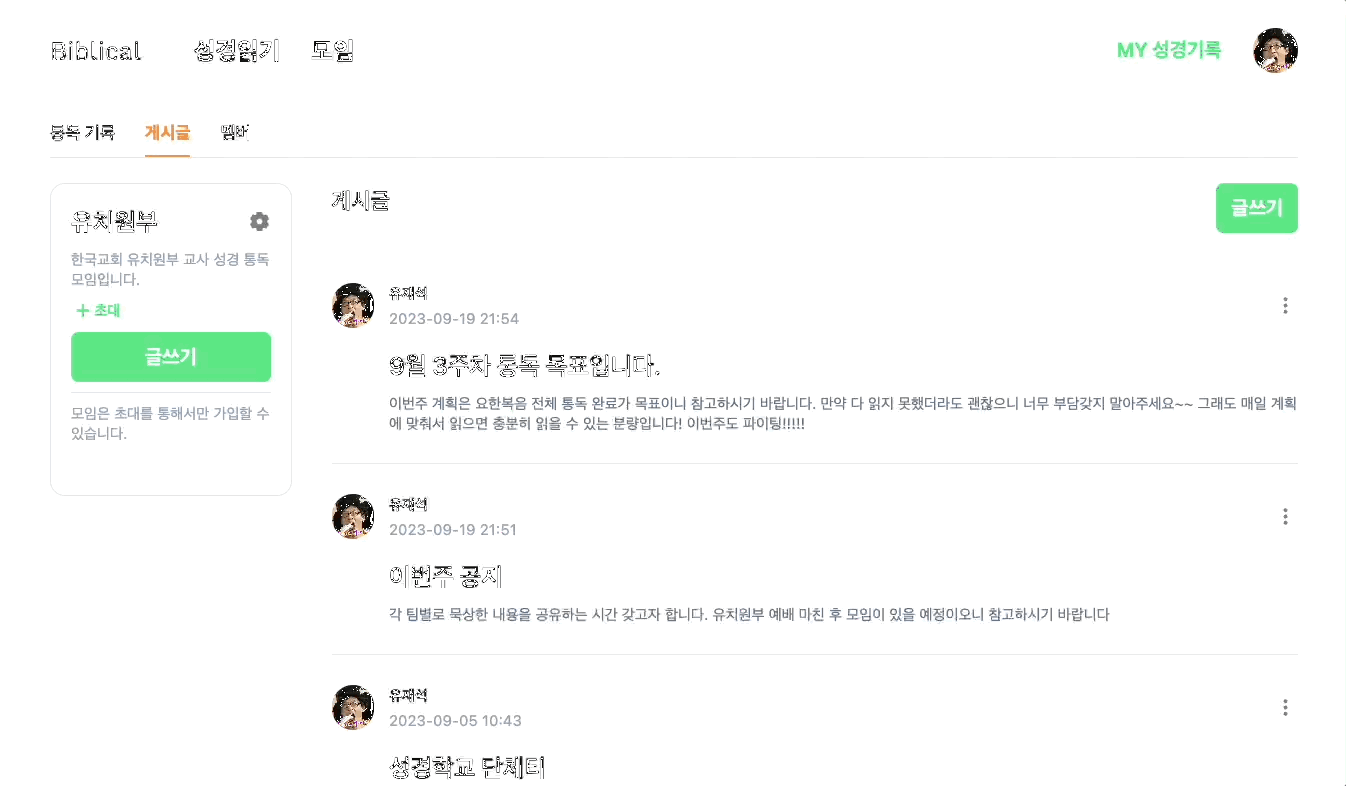 Biblical 성경읽기 모임 MY 성경기록
통독 기록 게시글 멤버
유치원부
한국교회 유치원부 교사 성경 통독
모임입니다.
+ 초대
글쓰기
모임은 초대를 통해서만 가입할 수
있습니다.
게시글 글쓰기
유재석
2023-09-19 21:54
9월 3주차 통독 목표입니다.
이번주 계획은 요한복음 전체 통독 완료가 목표이니 참고하시기 바랍니다. 만약 다 읽지 못했더라도 괜찮으니 너무 부담갖지 말아주세요~~ 그래도 매일 계획
에 맞춰서 읽으면 충분히 읽을 수 있는 분량입니다! 이번주도 파이팅!!!!!
유재석
2023-09-19 21:51
이번주 공지
각 팀별로 묵상한 내용을 공유하는 시간 갖고자 합니다. 유치원부 예배 마친 후 모임이 있을 예정이오니 참고하시기 바랍니다
유재석
2023-09-05 10:43
성경학교 단체티